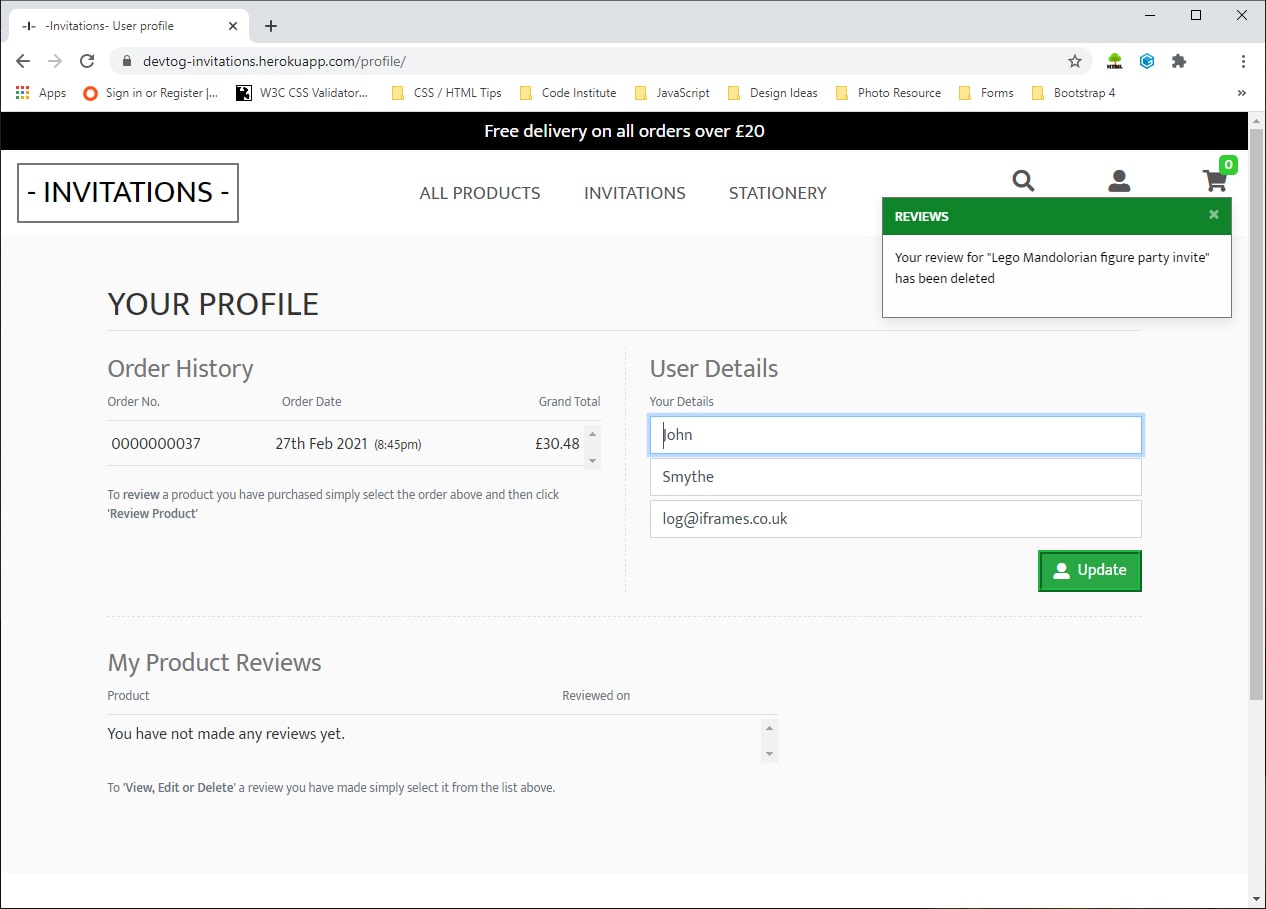 -I- -Invitations- User profile
devtog-invitations.herokuapp.com/profile/
Apps Sign in or Register |... W3C CSS Validator... CSS / HTML Tips Code Institute JavaScript Design Ideas Photo Resource Forms Bootstrap 4 »
Free delivery on all orders over £20
- INVITATIONS - ALL PRODUCTS INVITATIONS STATIONERY 0
REVIEWS
Your review for "Lego Mandolorian figure party invite"
has been deleted
YOUR PROFILE
Order History
Order No. Order Date Grand Total
0000000037 27th Feb 2021 (8:45pm) £30.48
To review a product you have purchased simply select the order above and then click
'Review Product'
User Details
Your Details
John
Smythe
log@iframes.co.uk
Update
My Product Reviews
Product Reviewed on
You have not made any reviews yet.
To 'View, Edit or Delete' a review you have made simply select it from the list above.